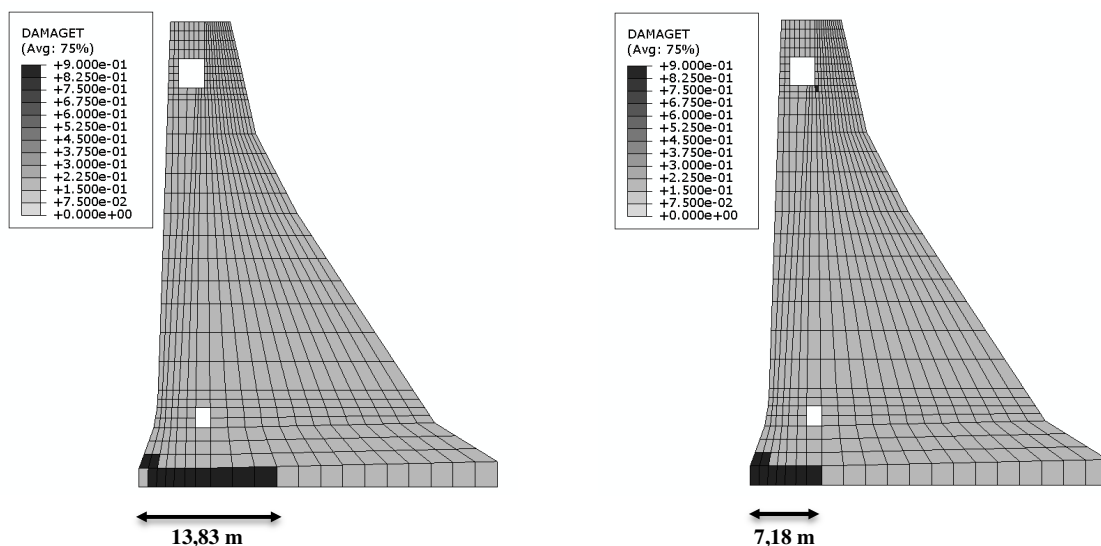 DAMAGET
(Avg: 75%)
+9.000e-01
+8.250e-01
+7.500e-01
+6.750e-01
+6.000e-01
+5.250e-01
+4.500e-01
+3.750e-01
+3.000e-01
+2.250e-01
+1.500e-01
+7.500e-02
+0.000e+00
13,83 m
DAMAGET
(Avg: 75%)
+9.000e-01
+8.250e-01
+7.500e-01
+6.750e-01
+6.000e-01
+5.250e-01
+4.500e-01
+3.750e-01
+3.000e-01
+2.250e-01
+1.500e-01
+7.500e-02
+0.000e+00
7,18 m